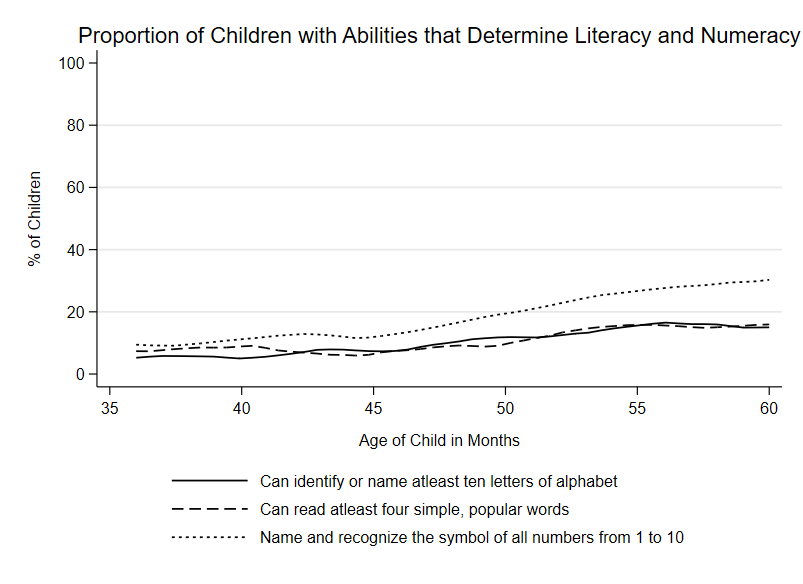 Proportion of Children with Abilities that Determine Literacy and Numeracy
100
80
60
40
20
0
% of Children
35 40 45 50 55 60
Age of Child in Months
Can identify or name atleast ten letters of alphabet
Can read atleast four simple, popular words
Name and recognize the symbol of all numbers from 1 to 10